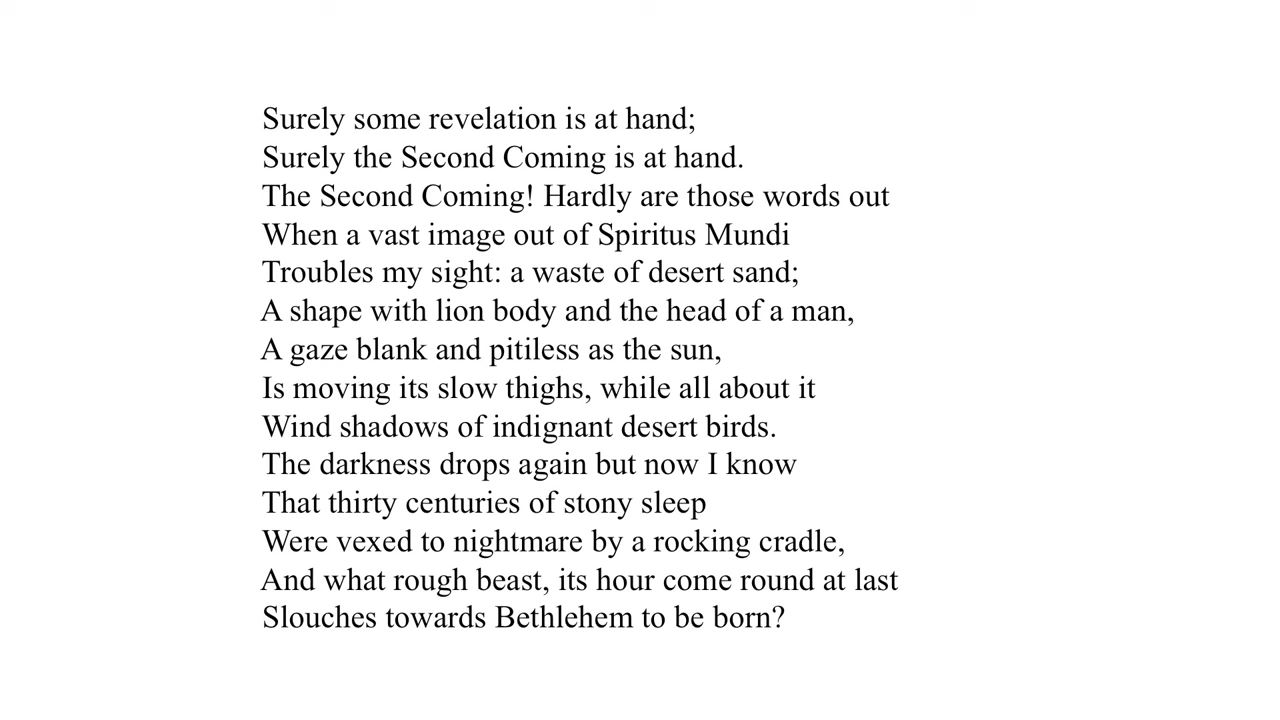 Surely some revelation is at hand;
Surely the Second Coming is at hand.
The Second Coming! Hardly are those words out
When a vast image out of Spiritus Mundi
Troubles my sight: a waste of desert sand;
A shape with lion body and the head of a man,
A gaze blank and pitiless as the sun,
Is moving its slow thighs, while all about it
Wind shadows of indignant desert birds.
The darkness drops again but now I know
That thirty centuries of stony sleep
Were vexed to nightmare by a rocking cradle,
And what rough beast, its hour come round at last
Slouches towards Bethlehem to be born?